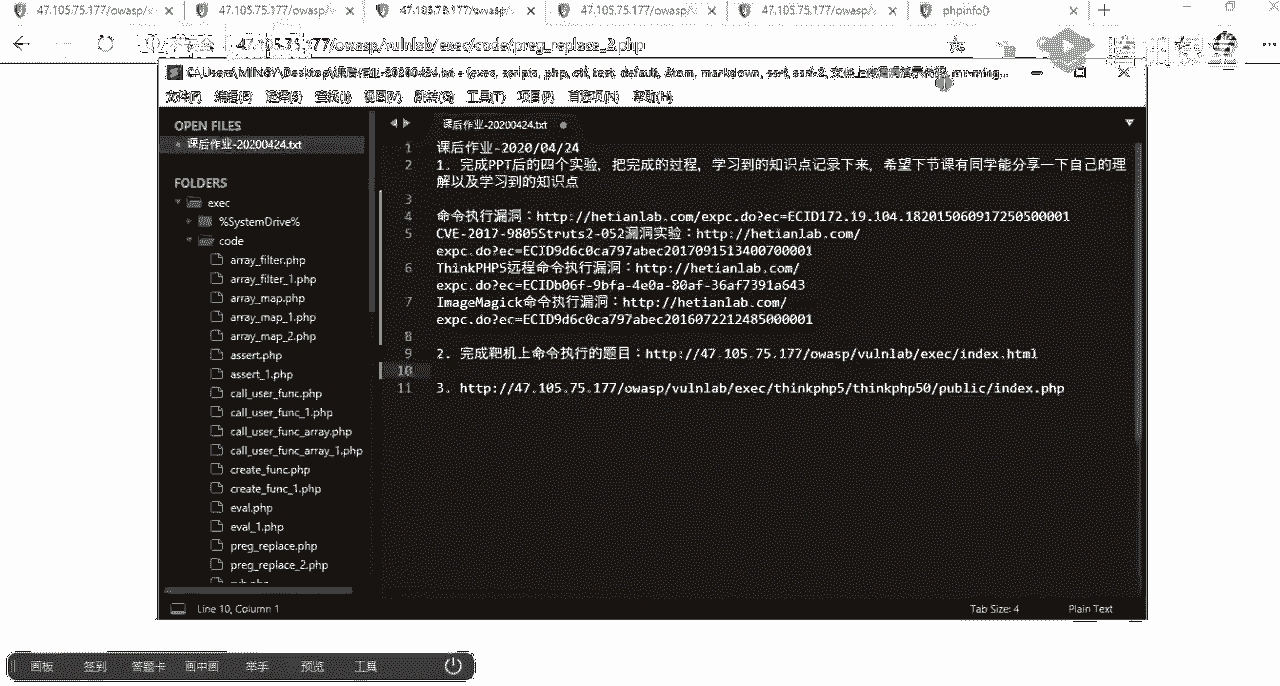 47.105.75.177/owasp/v
47.105.75.177/owasp/v
47.105.75.177/owasp/
47.105.75.177/owasp/v
47.105.75.177/owasp/v
phpinfo()
47.105.75.177/owasp/vulnlab/exec/code/preg_replace_2.php
文件(F) 编辑(E) 选择(S) 查找(I) 视图(V) 工具(T) 项目(P) 首选项(N) 帮助(H)
OPEN FILES
课后作业-20200424.txt
FOLDERS
exec
%SystemDrive%
code
array_filter.php
array_filter_1.php
array_map.php
array_map_1.php
array_map_2.php
assert.php
assert_1.php
call_user_func.php
call_user_func_1.php
call_user_func_array.php
call_user_func_array_1.php
create_func.php
create_func_1.php
eval.php
eval_1.php
preg_replace.php
preg_replace_2.php
课后作业-20200424.txt
1 课后作业-2020/04/24
2 1. 完成PPT后的四个实验，把完成的过程，学习到的知识点记录下来，希望下节课有同学能分享一下自己的理
解以及学习到的知识点
3
4 命令执行漏洞：http://hetianlab.com/expc.do?ec=ECID172.19.104.182015060917250500001
5 CVE-2017-9805Struts2-052漏洞实验：http://hetianlab.com/
expc.do?ec=ECID9d6c0ca797abec2017091513400700001
6 ThinkPHP5远程命令执行漏洞：http://hetianlab.com/
expc.do?ec=ECIDb06f-9bfa-4e0a-80af-36af7391a643
7 ImageMagick命令执行漏洞：http://hetianlab.com/
expc.do?ec=ECID9d6c0ca797abec2016072212485000001
8
9 2. 完成靶机上命令执行的题目：http://47.105.75.177/owasp/vulnlab/exec/index.html
10
11 3. http://47.105.75.177/owasp/vulnlab/exec/thinkphp5/thinkphp50/public/index.php
Line 10, Column 1
Tab Size: 4
Plain Text
画板 签到 答题卡 画中画 举手 预览 工具